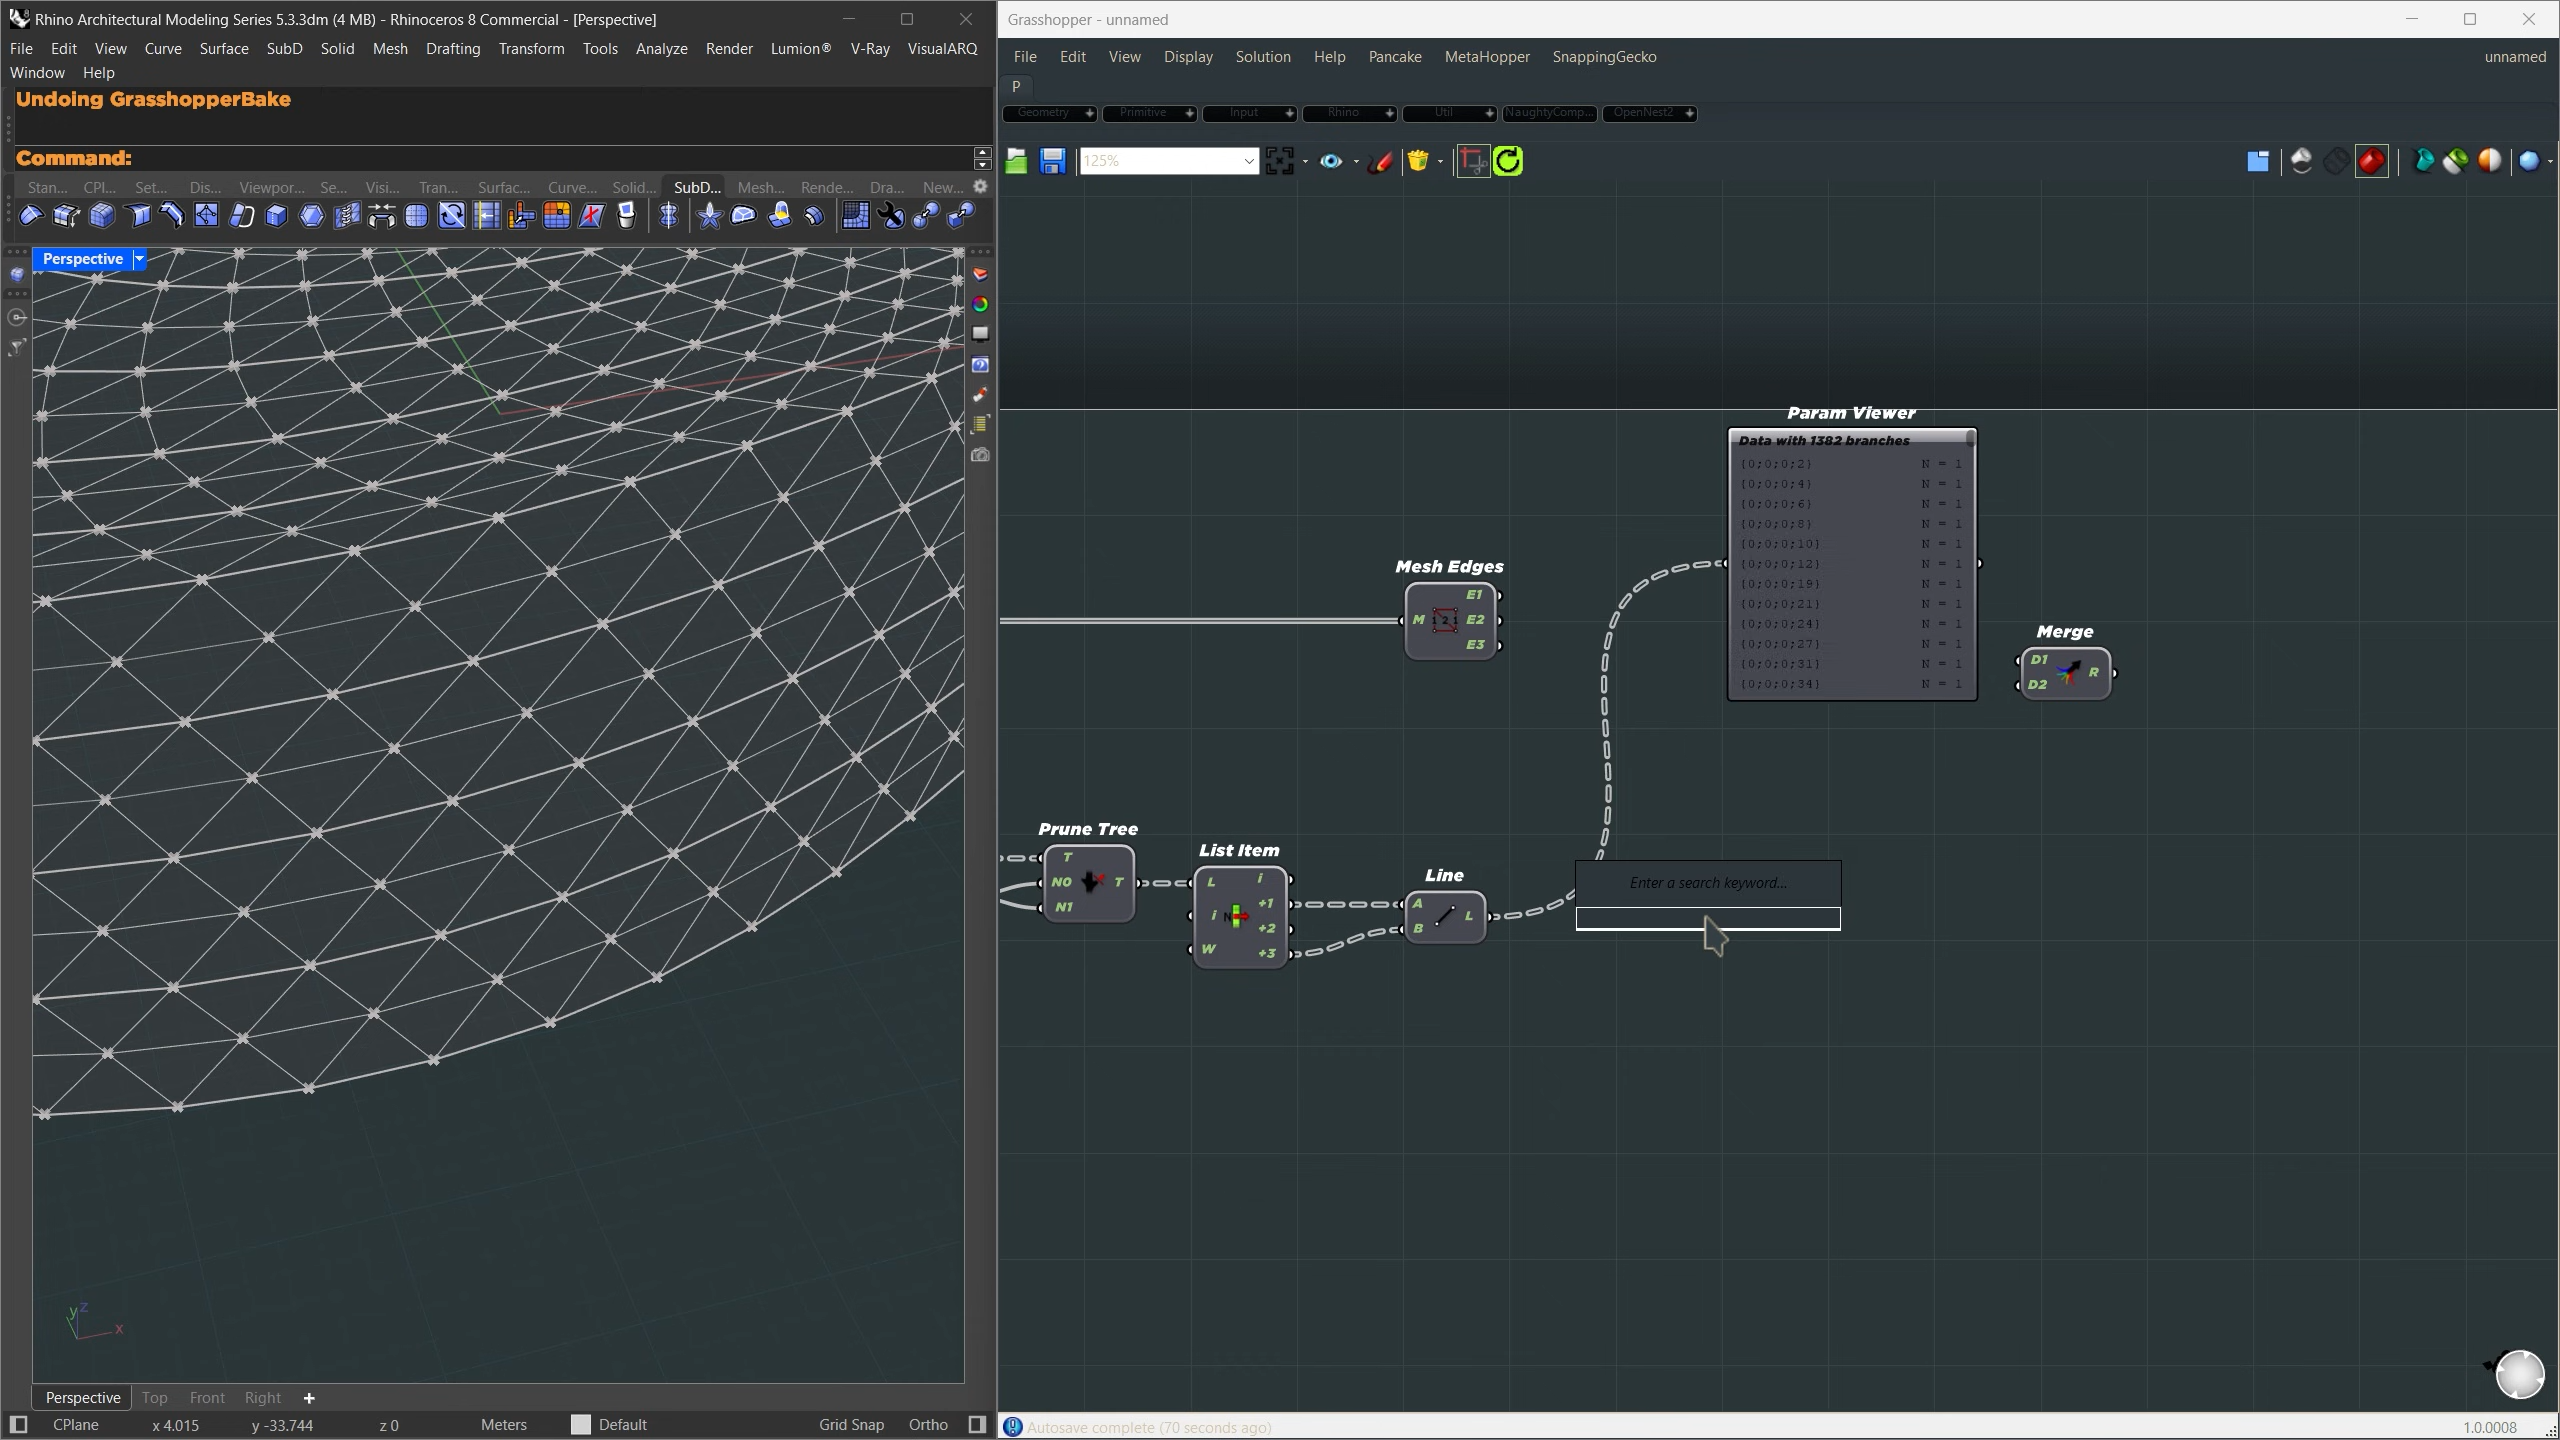 Rhino Architectural Modeling Series 5.3.3dm (4 MB) - Rhinoceros 8 Commercial - [Perspective]
File Edit View Curve Surface SubD Solid Mesh Drafting Transform Tools Analyze Render Lumion® V-Ray VisualARQ
Window Help
Undoing GrasshopperBake
Command:
Stan... CPl... Set... Dis... Viewpor... Se... Visi... Tran... Surfac... Curve... Solid... SubD... Mesh... Rende... Dra... New...
Perspective
y z
x
Perspective Top Front Right +
CPlane x 4.015 y -33.744 z 0 Meters Default Grid Snap Ortho
Grasshopper - unnamed
File Edit View Display Solution Help Pancake MetaHopper SnappingGecko unnamed
P
Geometry Primitive Input Rhino Util NaughtyComp... OpenNest2
125%
Param Viewer
Data with 1382 branches
{0;0;0;2} N = 1
{0;0;0;4} N = 1
{0;0;0;6} N = 1
{0;0;0;8} N = 1
{0;0;0;10} N = 1
{0;0;0;12} N = 1
{0;0;0;19} N = 1
{0;0;0;21} N = 1
{0;0;0;24} N = 1
{0;0;0;27} N = 1
{0;0;0;31} N = 1
{0;0;0;34} N = 1
Mesh Edges
E1
M E2
E3
Merge
D1
R
D2
Prune Tree
T
N0 T
N1
List Item
L i
+1
i N
+2
W +3
Line
A
L
B
Enter a search keyword...
Autosave complete (70 seconds ago)
1.0.0008